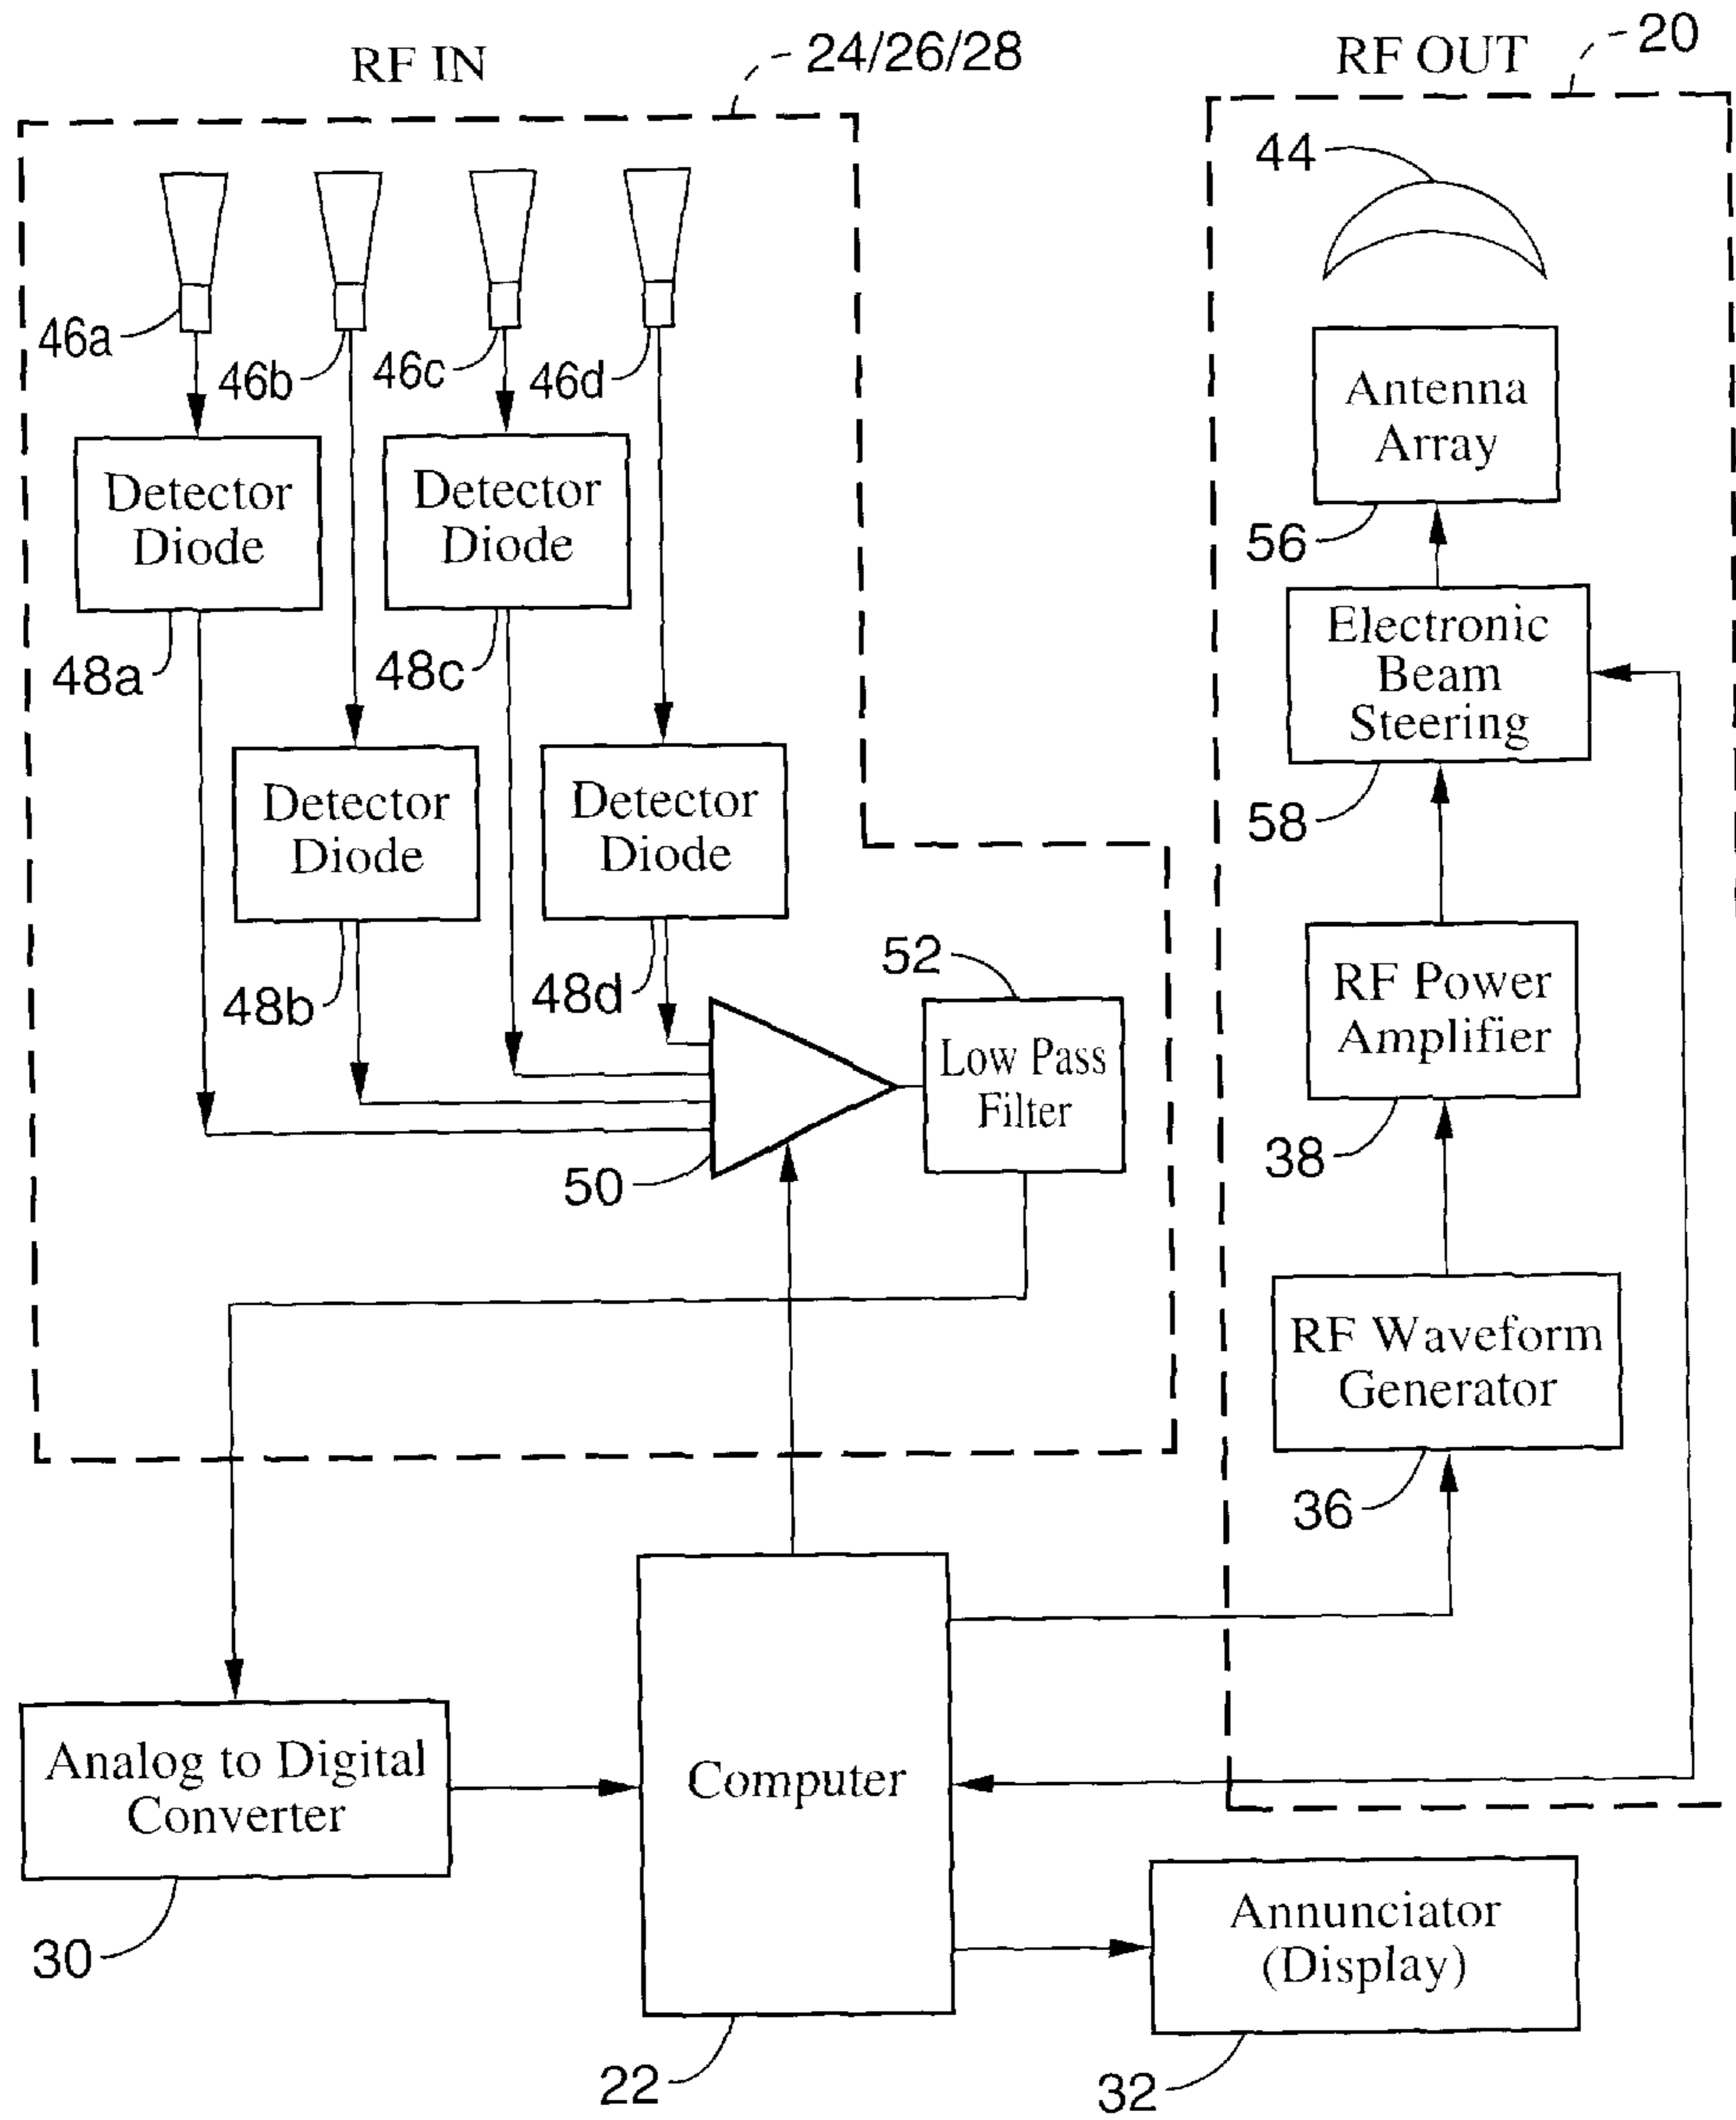 RF IN
24/26/28
RF OUT
20
44
46a
46b
46c
46d
Antenna
Array
56
Detector
Diode
Detector
Diode
48a
48c
Electronic
Beam
Steering
58
Detector
Diode
Detector
Diode
48b
48d
52
Low Pass
Filter
50
RF Power
Amplifier
38
RF Waveform
Generator
36
Analog to Digital
Converter
30
Computer
22
Annunciator
(Display)
32